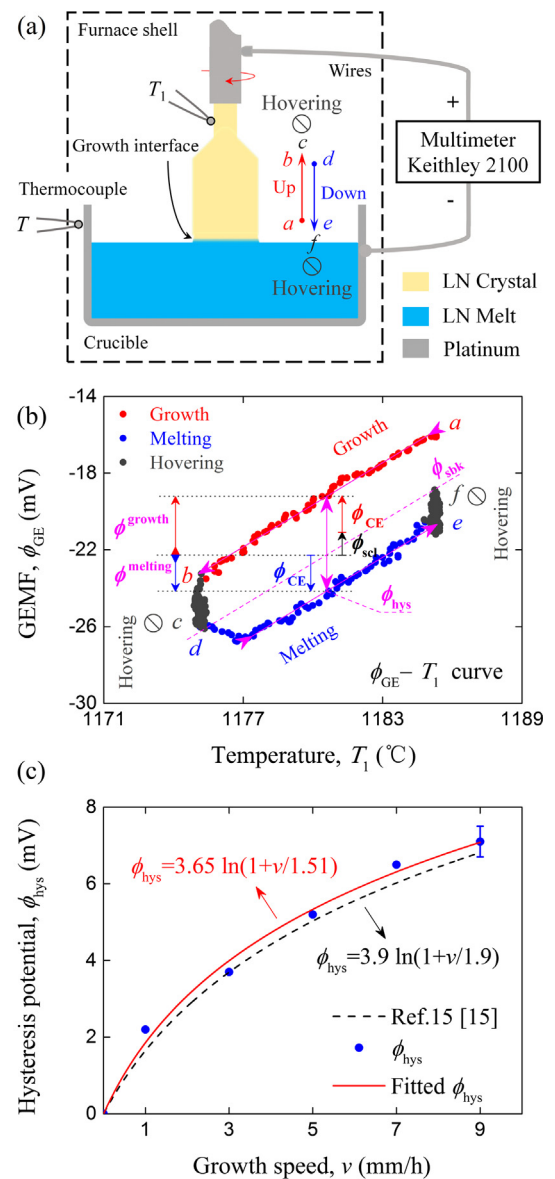 (a)
Furnace shell
Wires
T₁
Hovering
c
+
Growth interface
b
d
Multimeter
Keithley 2100
Up
Down
Thermocouple
-
T
a
e
f
Hovering
LN Crystal
LN Melt
Crucible
Platinum
(b)
-14
-18
-22
-26
-30
GEMF, ϕGE (mV)
Growth
Melting
Hovering
Growth
a
ϕsbk
f
e
Hovering
ϕgrowth
ϕCE
ϕscl
ϕmelting
b
ϕCE
ϕhys
c
d
Hovering
Melting
ϕGE− T₁ curve
1171
1177
1183
1189
Temperature, T₁ (℃)
(c)
8
6
4
2
0
Hysteresis potential, ϕhys (mV)
ϕhys=3.65 ln(1+v/1.51)
ϕhys=3.9 ln(1+v/1.9)
Ref.15 [15]
ϕhys
Fitted ϕhys
1
3
5
7
9
Growth speed, v (mm/h)